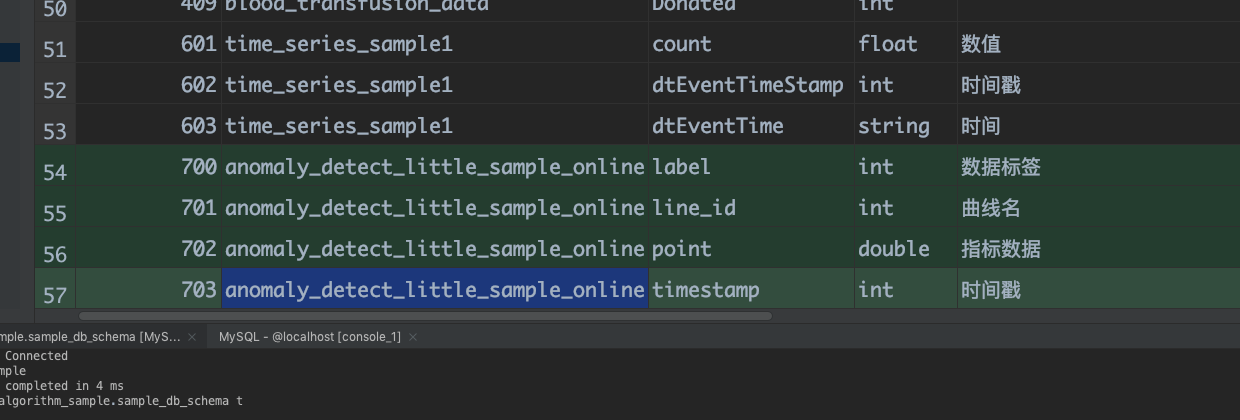 50 409 blood_transfusion_data Donated int
51 601 time_series_sample1 count float 数值
52 602 time_series_sample1 dtEventTimeStamp int 时间戳
53 603 time_series_sample1 dtEventTime string 时间
54 700 anomaly_detect_little_sample_online label int 数据标签
55 701 anomaly_detect_little_sample_online line_id int 曲线名
56 702 anomaly_detect_little_sample_online point double 指标数据
57 703 anomaly_detect_little_sample_online timestamp int 时间戳
mple.sample_db_schema [MyS... × MySQL - @localhost [console_1] ×
Connected
mple
completed in 4 ms
algorithm_sample.sample_db_schema t